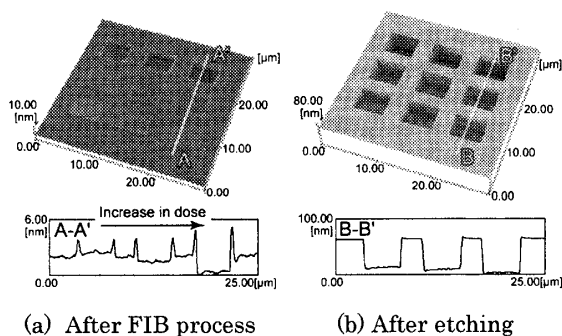 A'
[μm]
20.00
10.00
[nm]
10.00
A
0.00
10.00
20.00
0.00
6.00
[nm]
A-A'
Increase in dose
0.00
25.00[μm]
(a) After FIB process
B'
[μm]
20.00
80.00
[nm]
10.00
B
0.00
10.00
20.00
0.00
100.00
[nm]
B-B'
0.00
25.00[μm]
(b) After etching